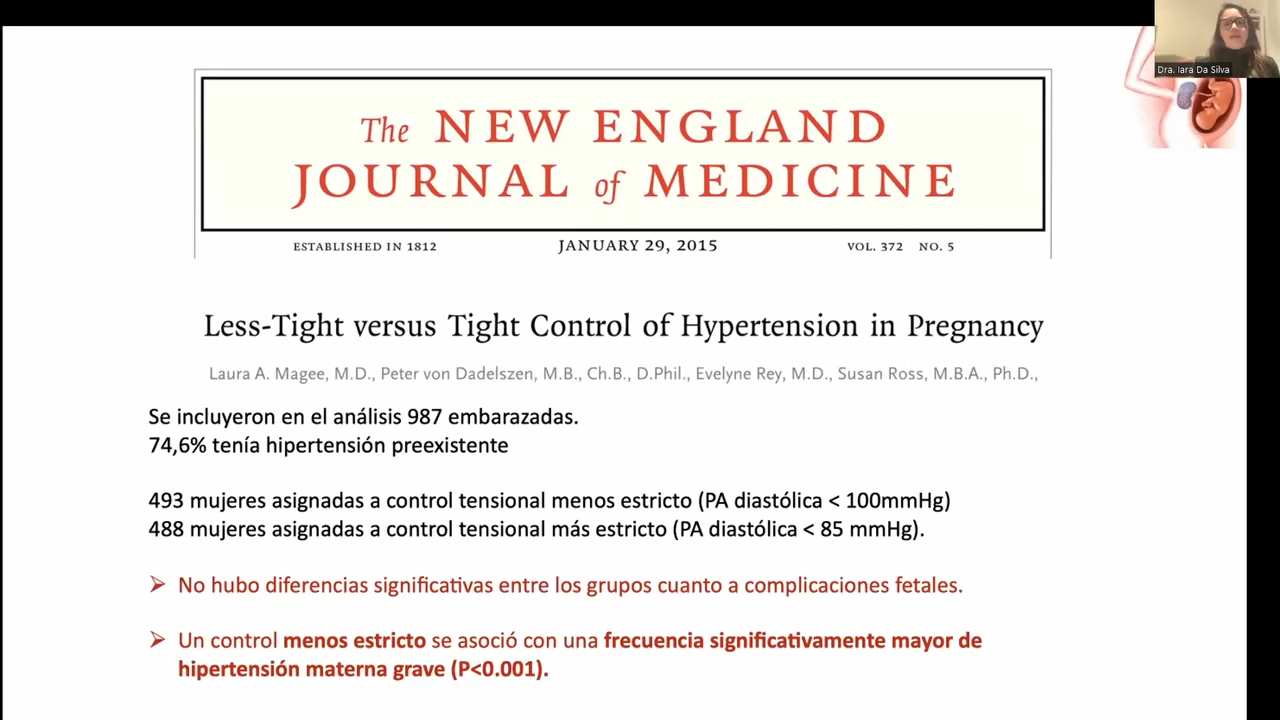 Dra. Iara Da Silva
The NEW ENGLAND
JOURNAL of MEDICINE
ESTABLISHED IN 1812 JANUARY 29, 2015 VOL. 372 NO. 5
Less-Tight versus Tight Control of Hypertension in Pregnancy
Laura A. Magee, M.D., Peter von Dadelszen, M.B., Ch.B., D.Phil., Evelyne Rey, M.D., Susan Ross, M.B.A., Ph.D.,
Se incluyeron en el análisis 987 embarazadas.
74,6% tenía hipertensión preexistente
493 mujeres asignadas a control tensional menos estricto (PA diastólica < 100mmHg)
488 mujeres asignadas a control tensional más estricto (PA diastólica < 85 mmHg).
➢ No hubo diferencias significativas entre los grupos cuanto a complicaciones fetales.
➢ Un control menos estricto se asoció con una frecuencia significativamente mayor de
hipertensión materna grave (P<0.001).